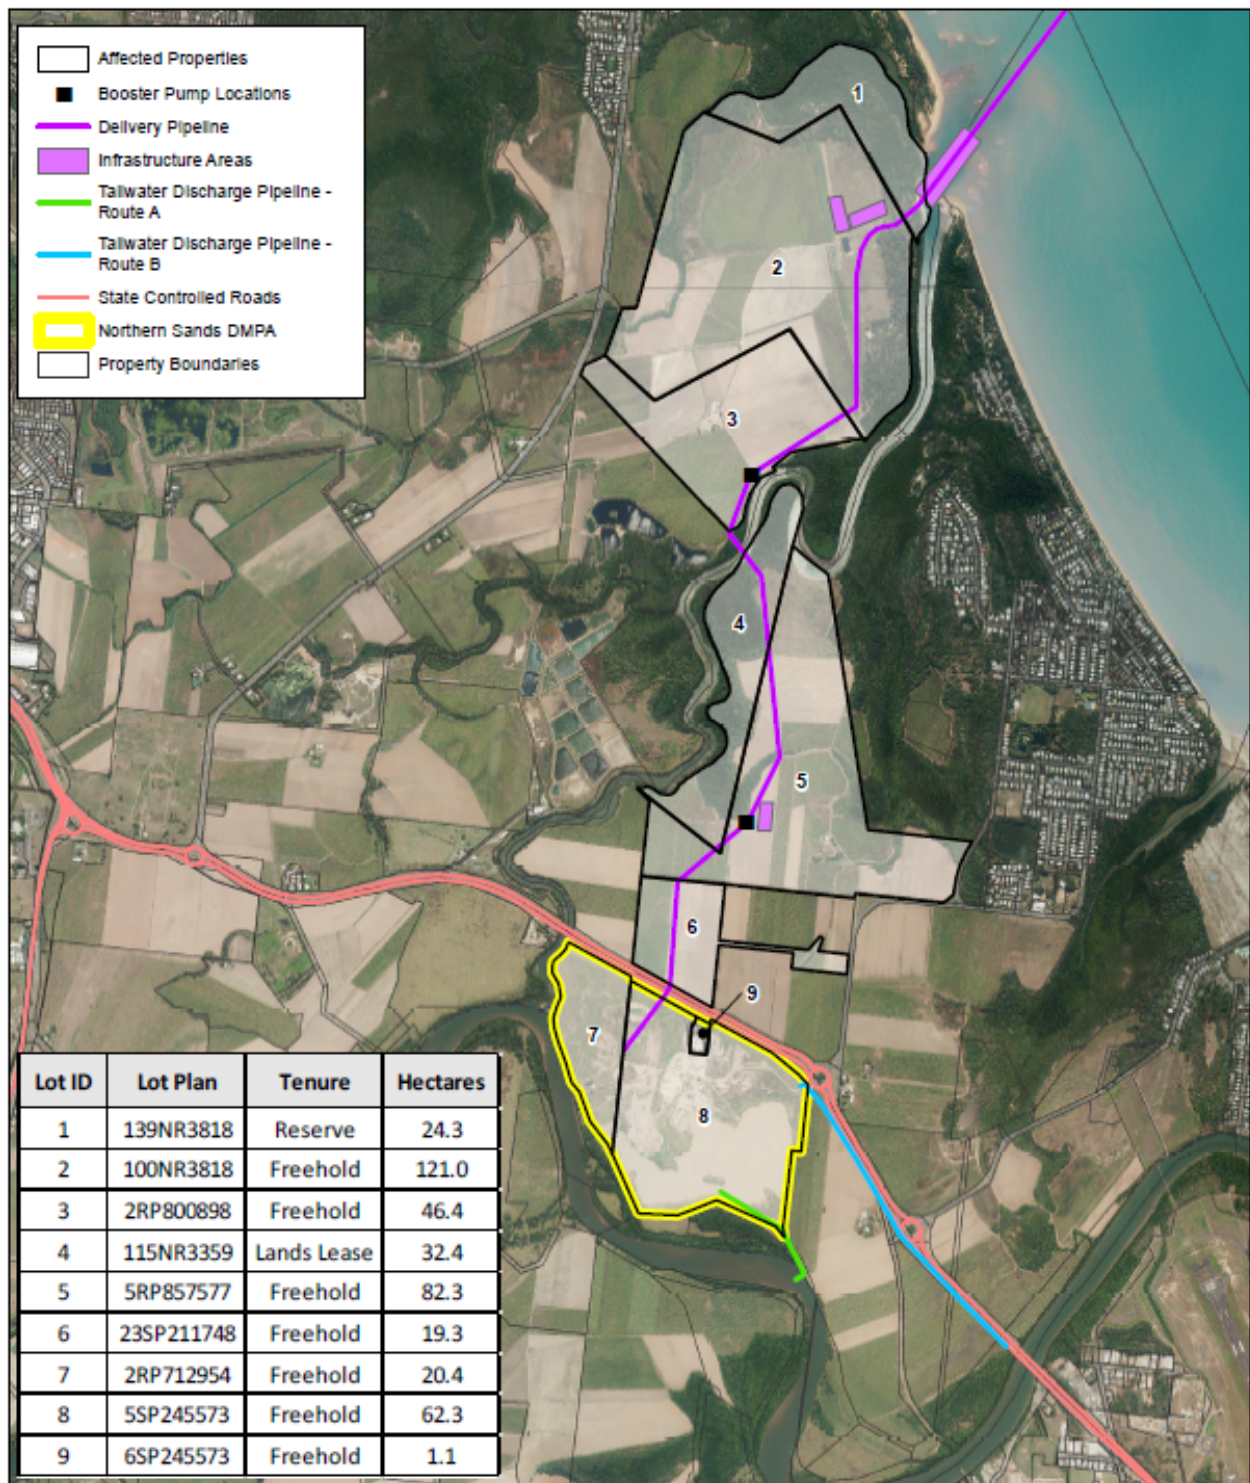 Affected Properties
Booster Pump Locations
Delivery Pipeline
Infrastructure Areas
Tailwater Discharge Pipeline -
Route A
Tailwater Discharge Pipeline -
Route B
State Controlled Roads
Northern Sands DMPA
Property Boundaries
1
2
3
4
5
6
9
7
8
Lot ID Lot Plan Tenure Hectares
1 139NR3818 Reserve 24.3
2 100NR3818 Freehold 121.0
3 2RP800898 Freehold 46.4
4 115NR3359 Lands Lease 32.4
5 5RP857577 Freehold 82.3
6 23SP211748 Freehold 19.3
7 2RP712954 Freehold 20.4
8 5SP245573 Freehold 62.3
9 6SP245573 Freehold 1.1